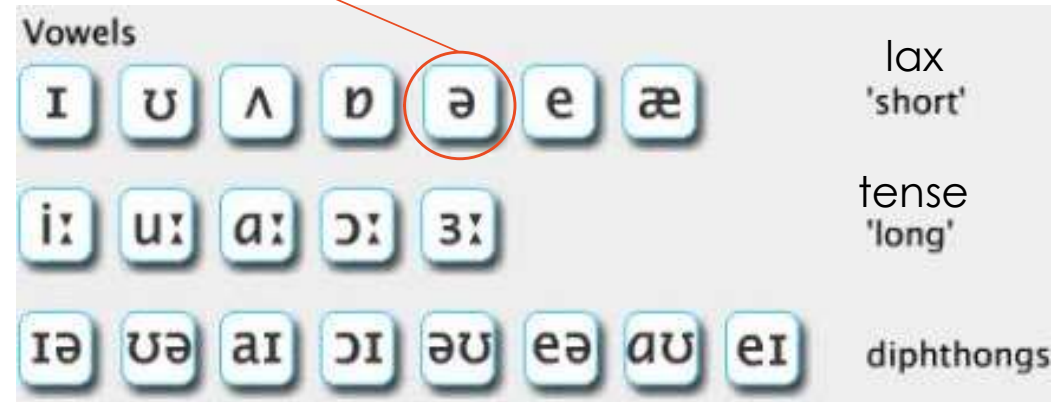 Vowels
ɪ ʊ ʌ ɒ ə e æ lax 'short'
iː uː ɑː ɔː ɜː tense 'long'
ɪə ʊə aɪ ɔɪ əʊ eə ɑʊ eɪ diphthongs